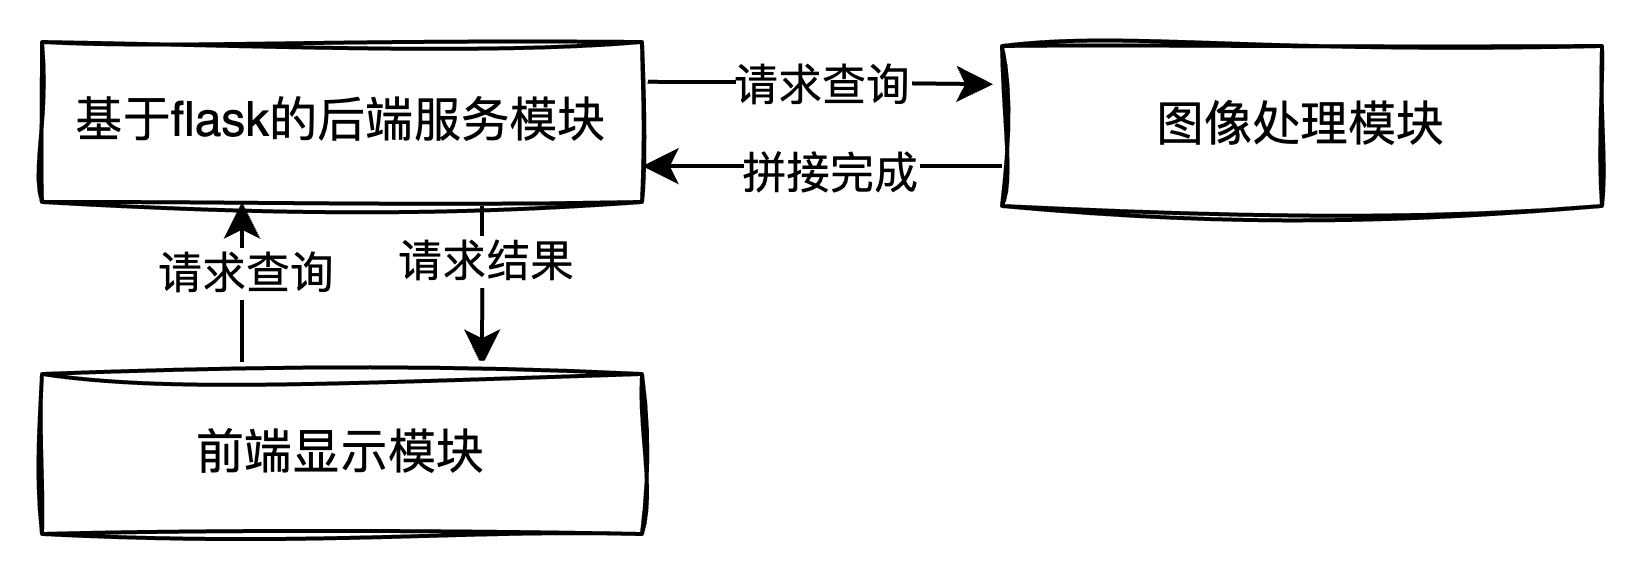 基于flask的后端服务模块
请求查询
图像处理模块
拼接完成
请求查询
请求结果
前端显示模块